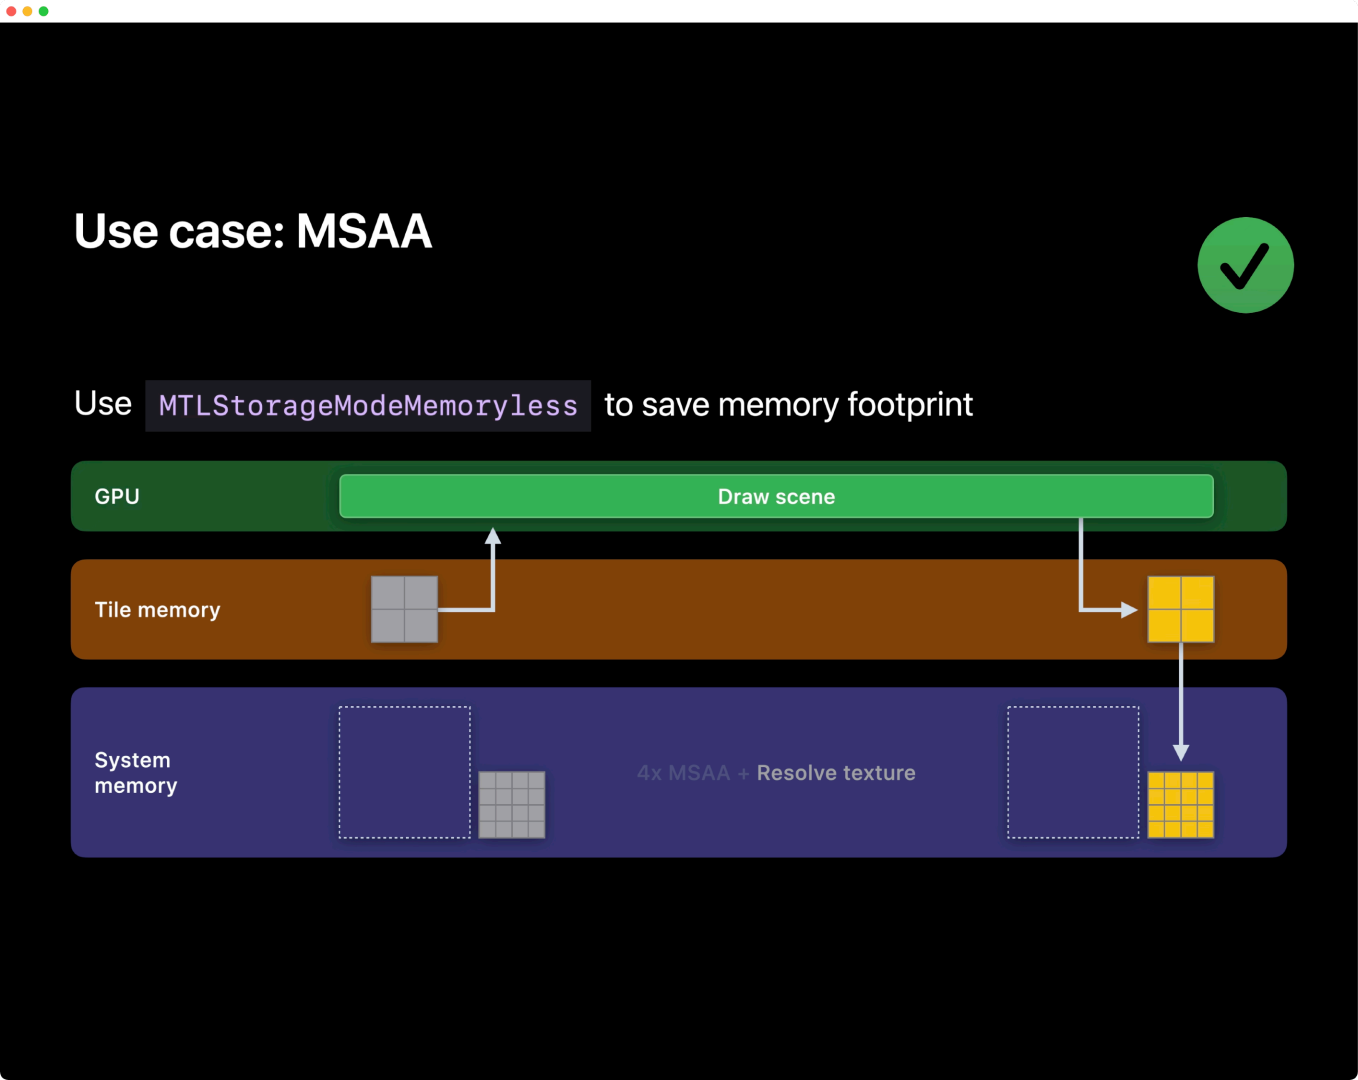 Use case: MSAA
Use MTLStorageModeMemoryless to save memory footprint
GPU
Draw scene
Tile memory
System
memory
4x MSAA + Resolve texture